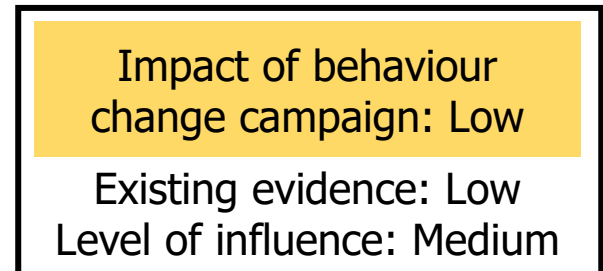 Impact of behaviour
change campaign: Low
Existing evidence: Low
Level of influence: Medium